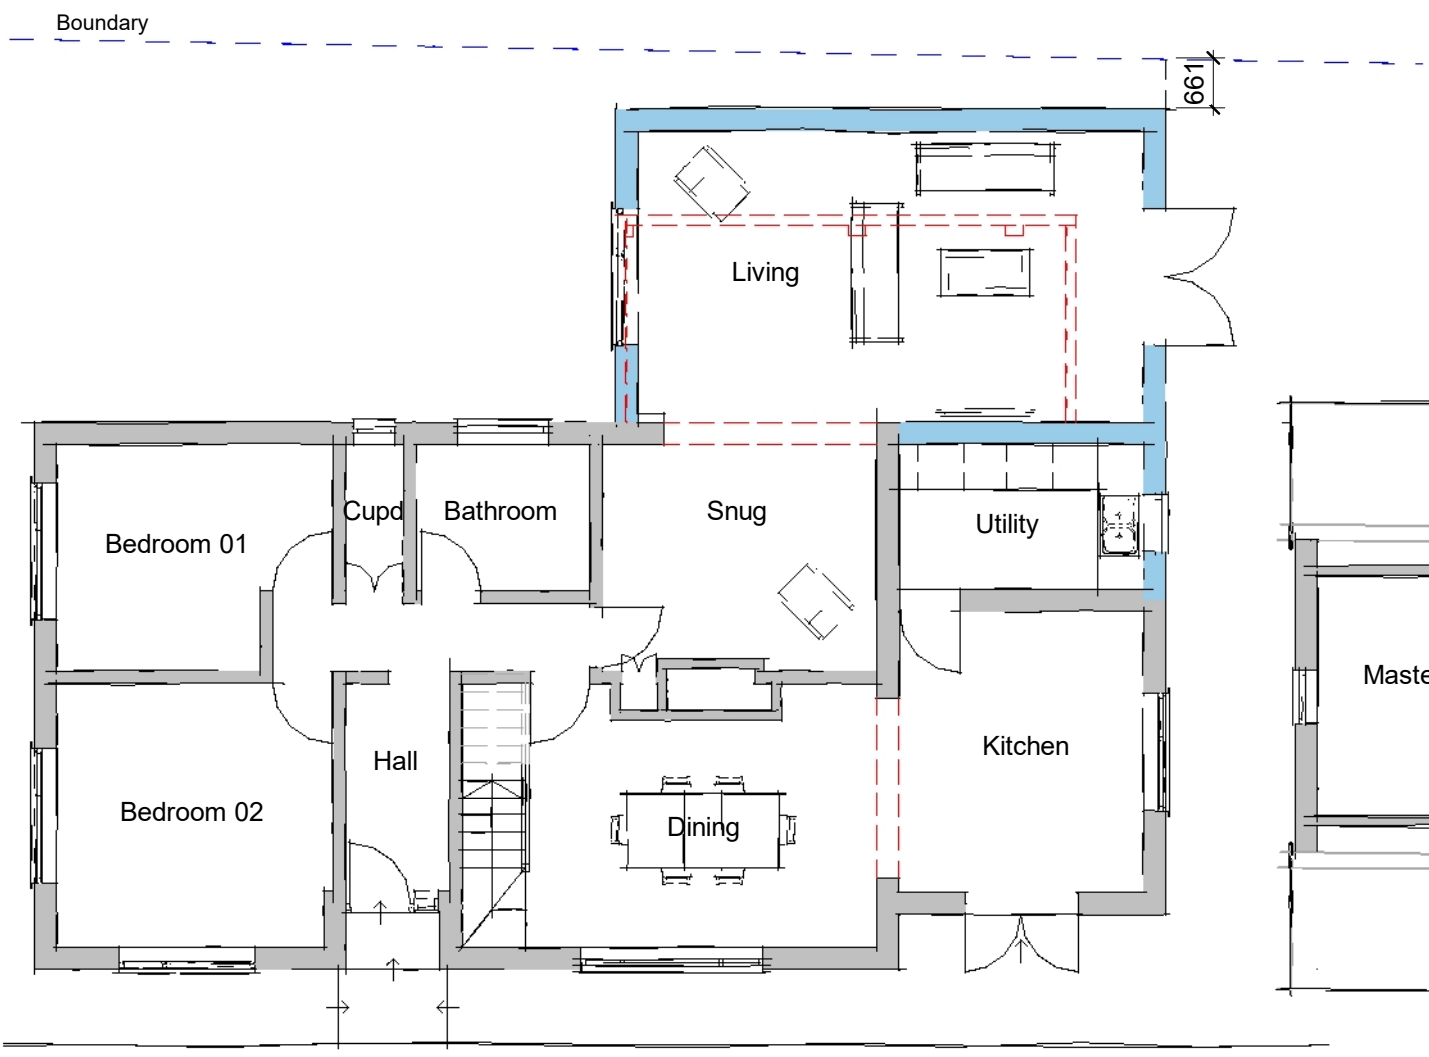 Boundary
661
Living
Cupd
Bathroom
Snug
Utility
Bedroom 01
Maste
Kitchen
Hall
Bedroom 02
Dining